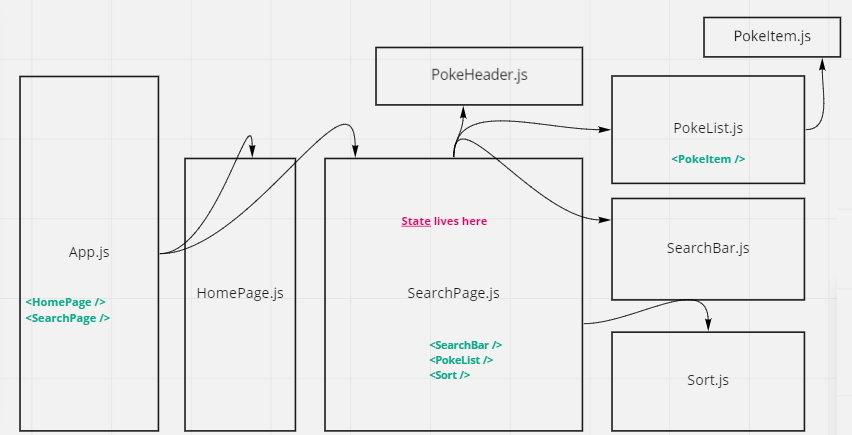 PokeItem.js
PokeHeader.js
PokeList.js
<PokeItem />
App.js
<HomePage />
<SearchPage />
HomePage.js
State lives here
SearchPage.js
<SearchBar />
<PokeList />
<Sort />
SearchBar.js
Sort.js